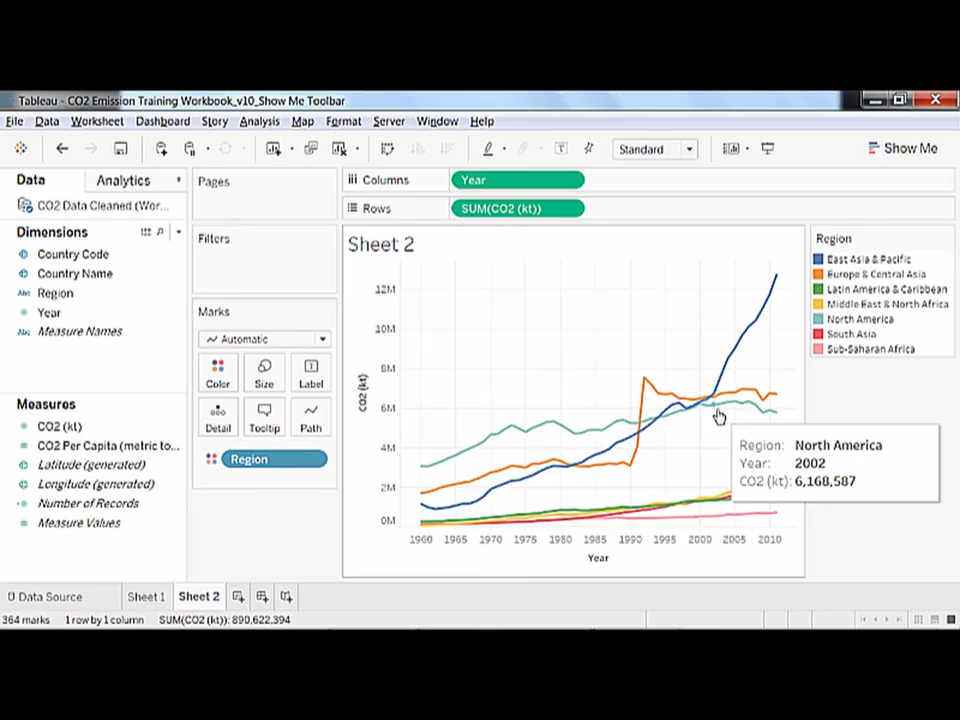 Tableau - CO2 Emission Training Workbook_v10_Show Me Toolbar
File Data Worksheet Dashboard Story Analysis Map Format Server Window Help
Standard Show Me
Data Analytics Pages Columns Year
CO2 Data Cleaned (Wor... Rows SUM(CO2 (kt))
Dimensions Filters Sheet 2 Region
Country Code East Asia & Pacific
Country Name Europe & Central Asia
Abc Region Latin America & Caribbean
Year Middle East & North Africa
Abc Measure Names Marks North America
Automatic South Asia
Color Size Label Sub-Saharan Africa
Detail Tooltip Path
Region
Measures
CO2 (kt)
CO2 Per Capita (metric to...
Latitude (generated)
Longitude (generated)
Number of Records
Measure Values
CO2 (kt)
12M
10M
8M
6M
4M
2M
0M
1960 1965 1970 1975 1980 1985 1990 1995 2000 2005 2010
Year
Region: North America
Year: 2002
CO2 (kt): 6,168,587
Data Source Sheet 1 Sheet 2
364 marks 1 row by 1 column SUM(CO2 (kt)): 890,622,394